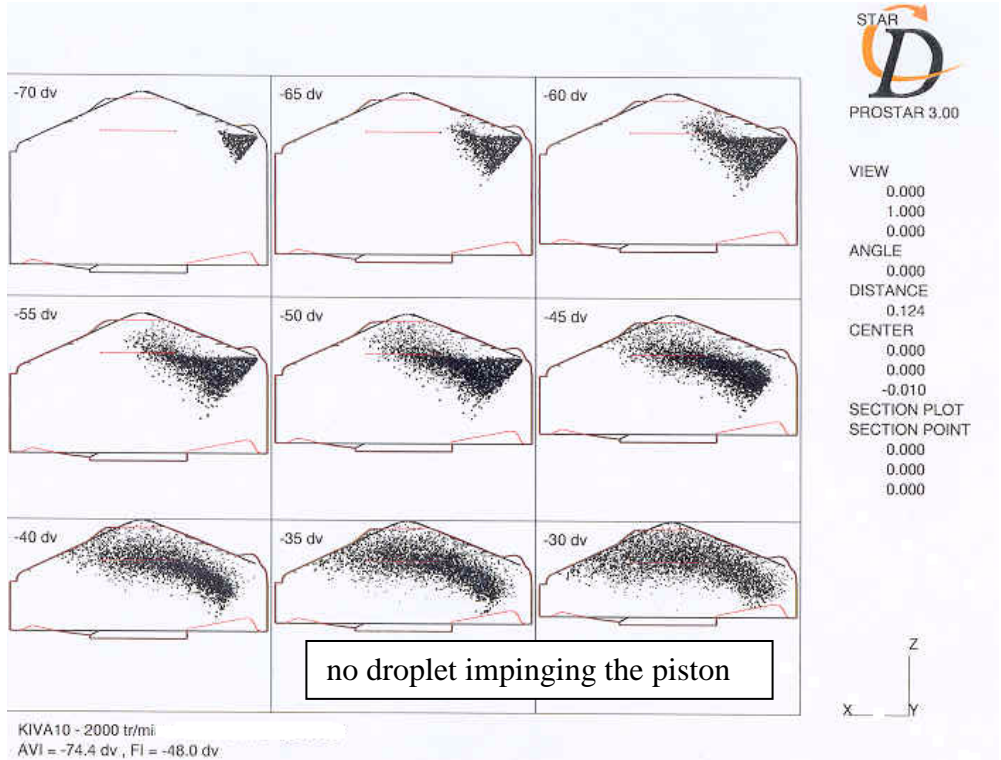 STAR
D
PROSTAR 3.00
-70 dv
-65 dv
-60 dv
-55 dv
-50 dv
-45 dv
-40 dv
-35 dv
-30 dv
VIEW
0.000
1.000
0.000
ANGLE
0.000
DISTANCE
0.124
CENTER
0.000
0.000
-0.010
SECTION PLOT
SECTION POINT
0.000
0.000
0.000
Z
X
Y
no droplet impinging the piston
KIVA10 - 2000 tr/mi
AVI = -74.4 dv , FI = -48.0 dv